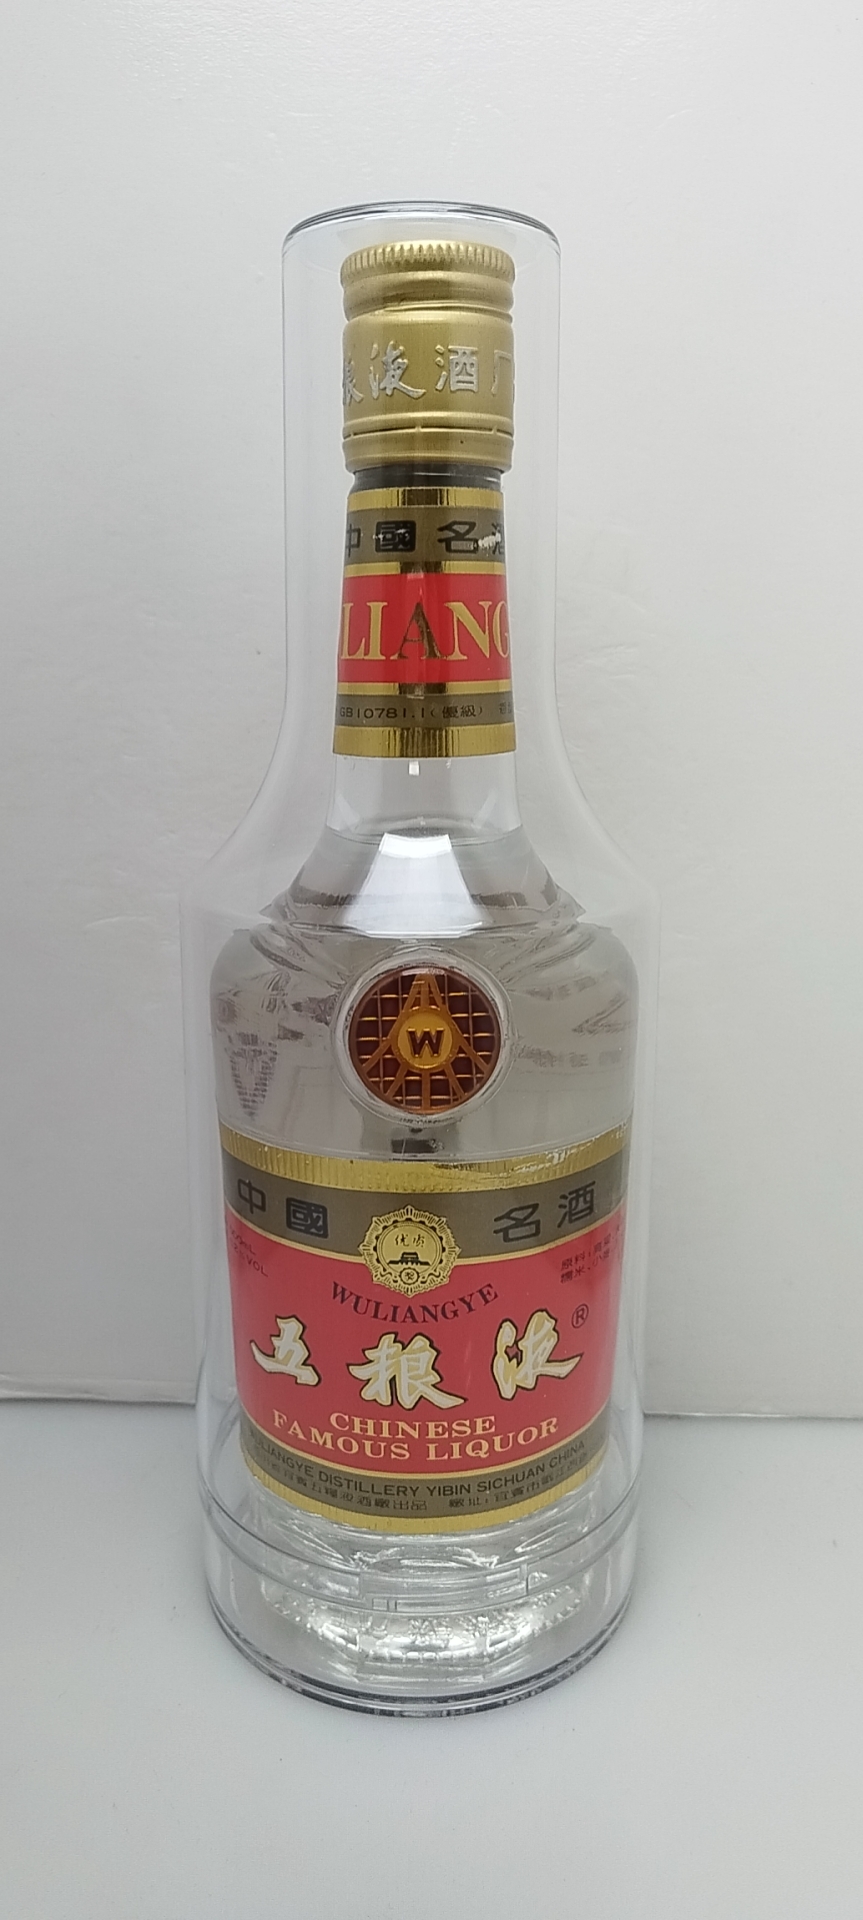 粮液酒厂
中國名酒
LIANG
GB10781.1(優級)
W
中國 名酒
优质
奖
WULIANGYE
五粮液®
CHINESE
FAMOUS LIQUOR
WULIANGYE DISTILLERY YIBIN SICHUAN CHINA